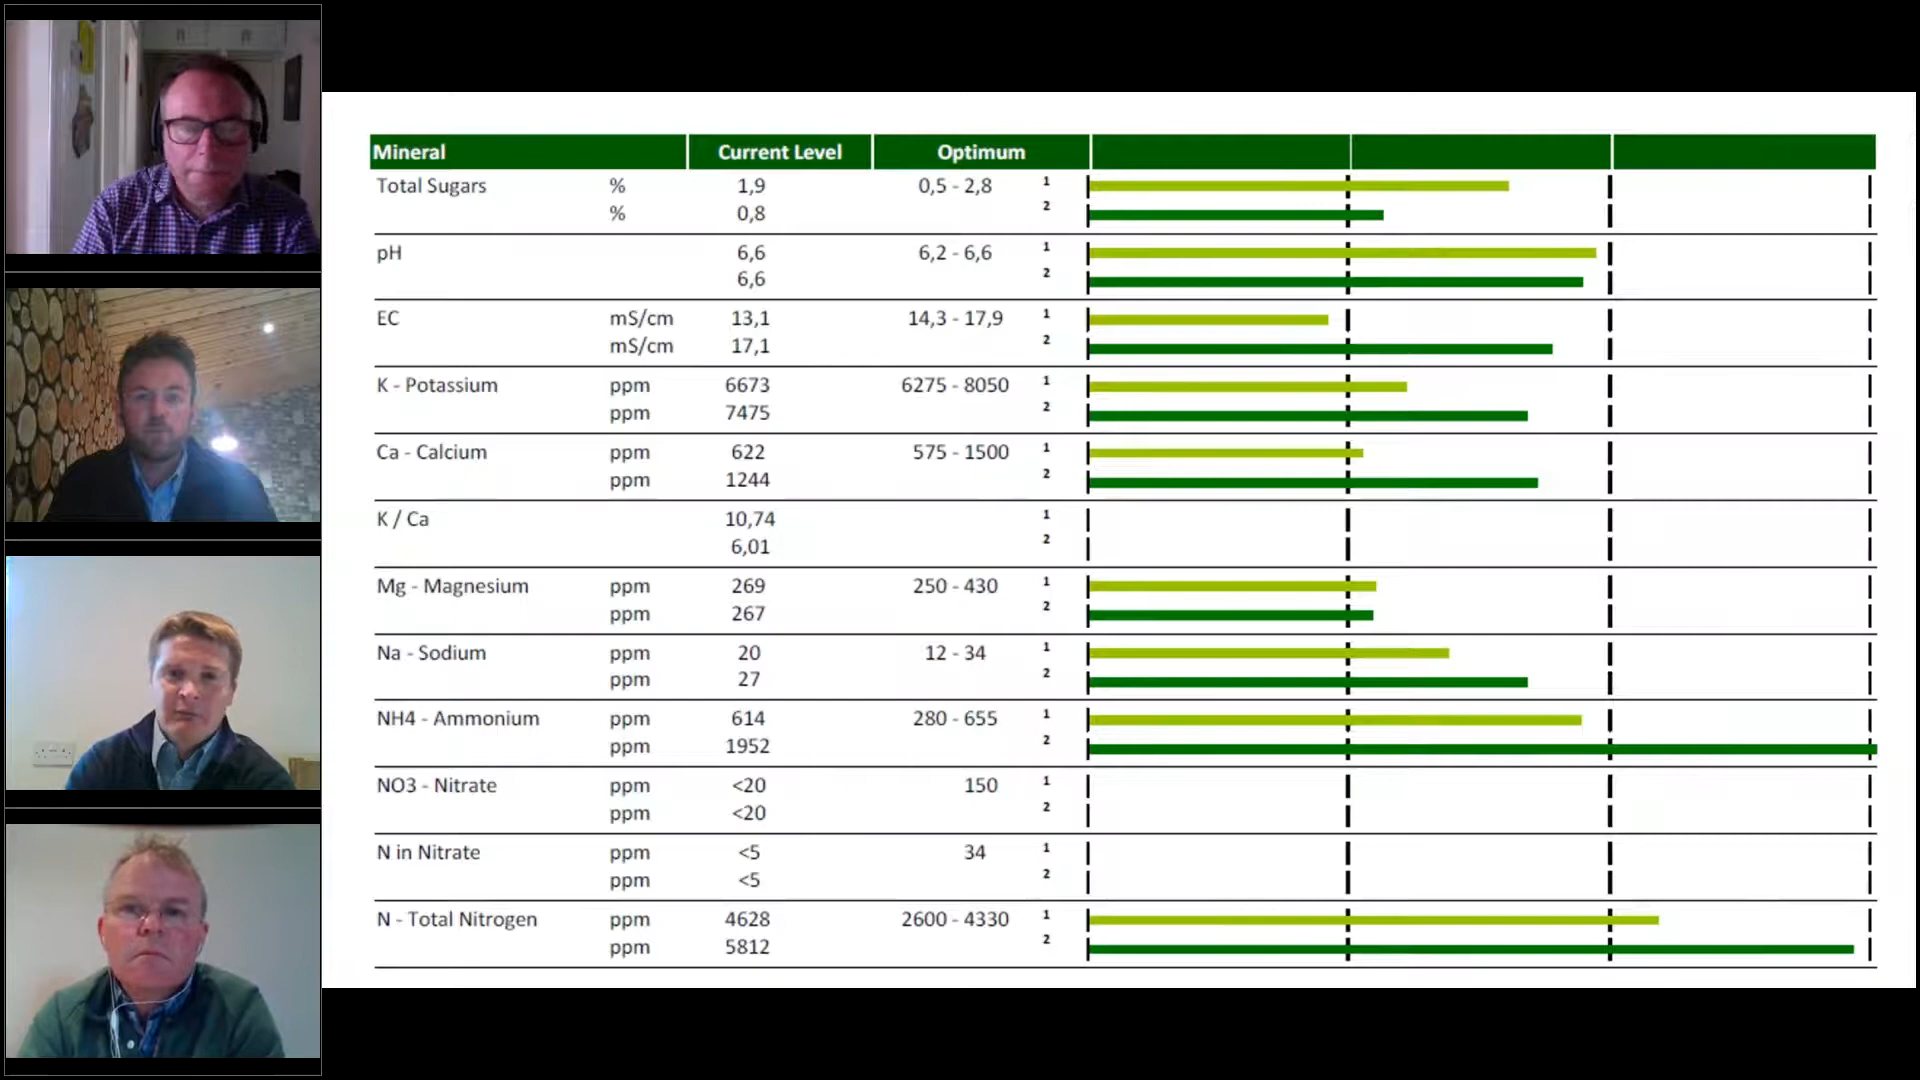 Mineral Current Level Optimum
Total Sugars % 1,9 0,5 - 2,8 1
% 0,8 2
pH 6,6 6,2 - 6,6 1
6,6 2
EC mS/cm 13,1 14,3 - 17,9 1
mS/cm 17,1 2
K - Potassium ppm 6673 6275 - 8050 1
ppm 7475 2
Ca - Calcium ppm 622 575 - 1500 1
ppm 1244 2
K / Ca 10,74 1
6,01 2
Mg - Magnesium ppm 269 250 - 430 1
ppm 267 2
Na - Sodium ppm 20 12 - 34 1
ppm 27 2
NH4 - Ammonium ppm 614 280 - 655 1
ppm 1952 2
NO3 - Nitrate ppm <20 150 1
ppm <20 2
N in Nitrate ppm <5 34 1
ppm <5 2
N - Total Nitrogen ppm 4628 2600 - 4330 1
ppm 5812 2